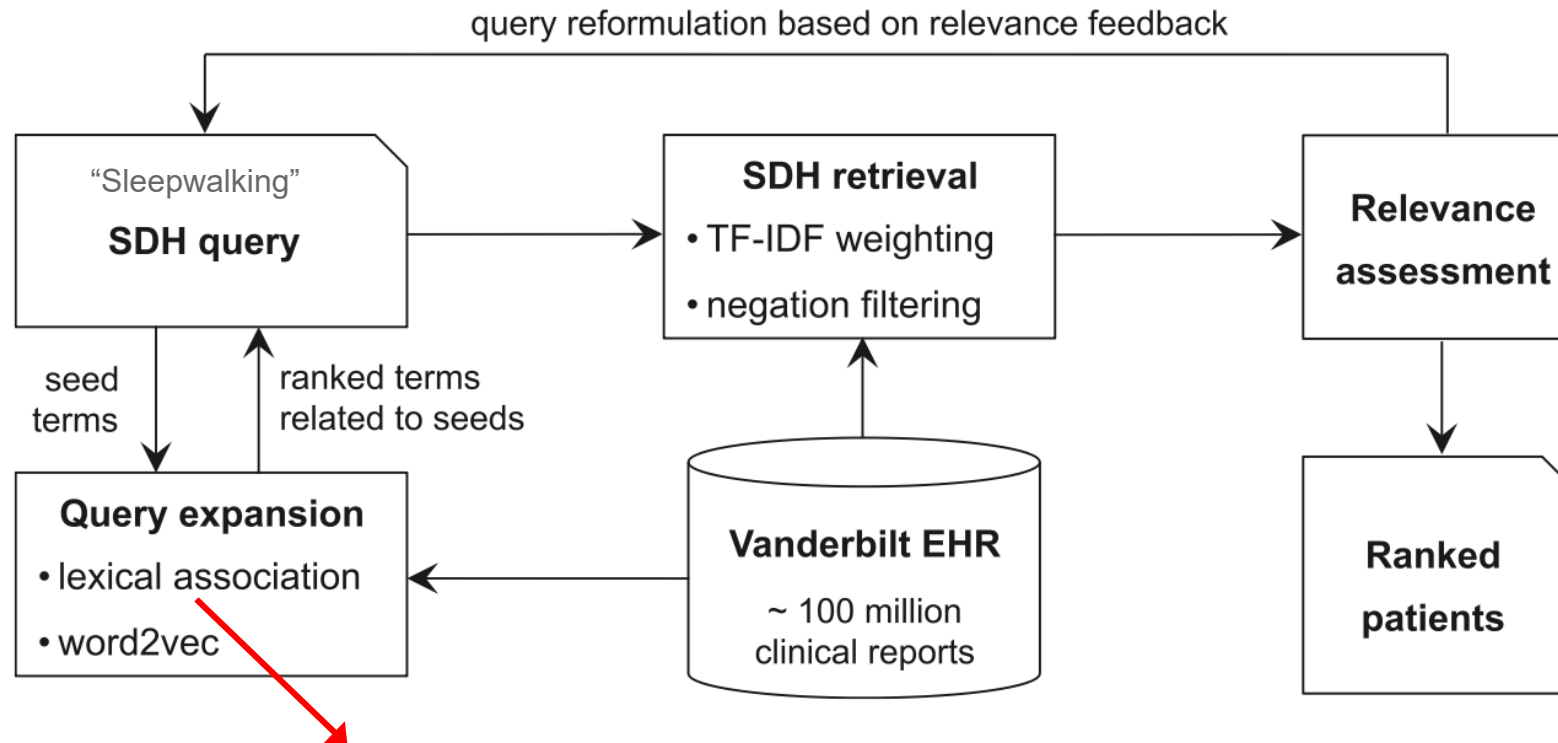 query reformulation based on relevance feedback
“Sleepwalking”
SDH query
SDH retrieval
• TF-IDF weighting
• negation filtering
Relevance
assessment
seed
terms
ranked terms
related to seeds
Query expansion
• lexical association
• word2vec
Vanderbilt EHR
~ 100 million
clinical reports
Ranked
patients